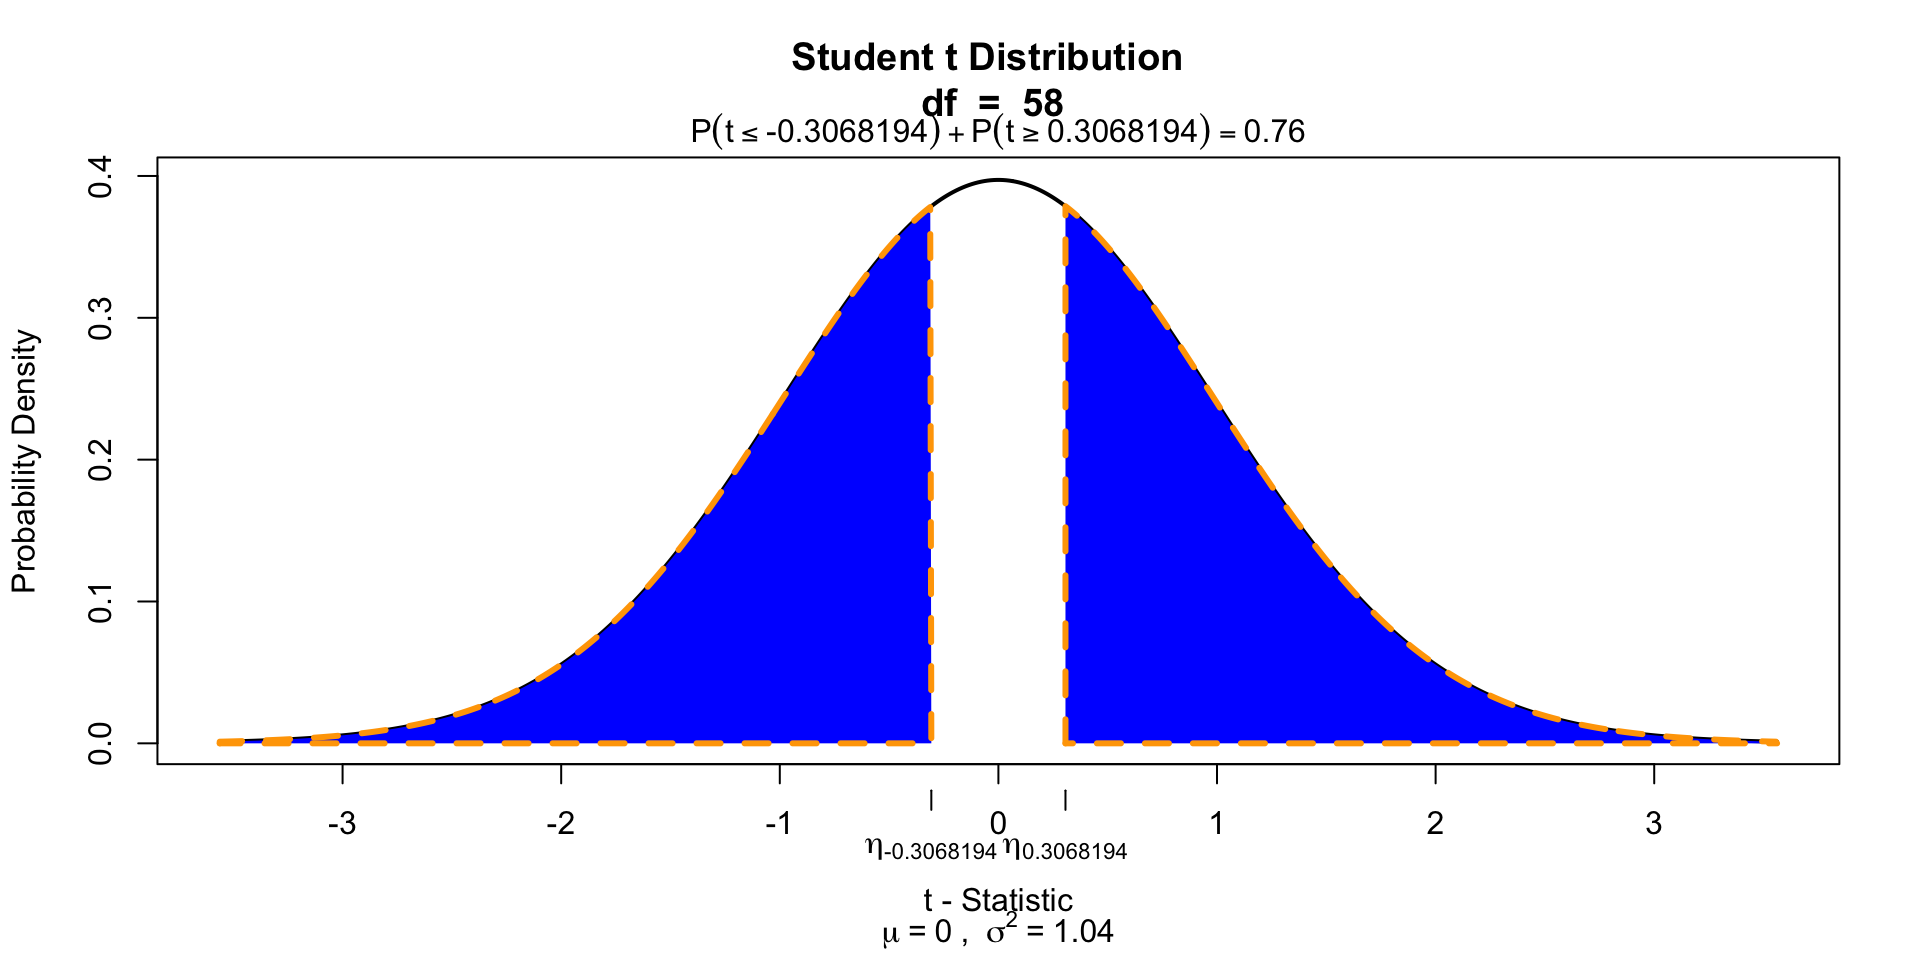 Student t Distribution
df = 58
P(t ≤ -0.3068194) + P(t ≥ 0.3068194) = 0.76
Probability Density
0.4
0.3
0.2
0.1
0.0
-3 -2 -1 0 1 2 3
η-0.3068194 η0.3068194
t - Statistic
μ = 0 , σ² = 1.04